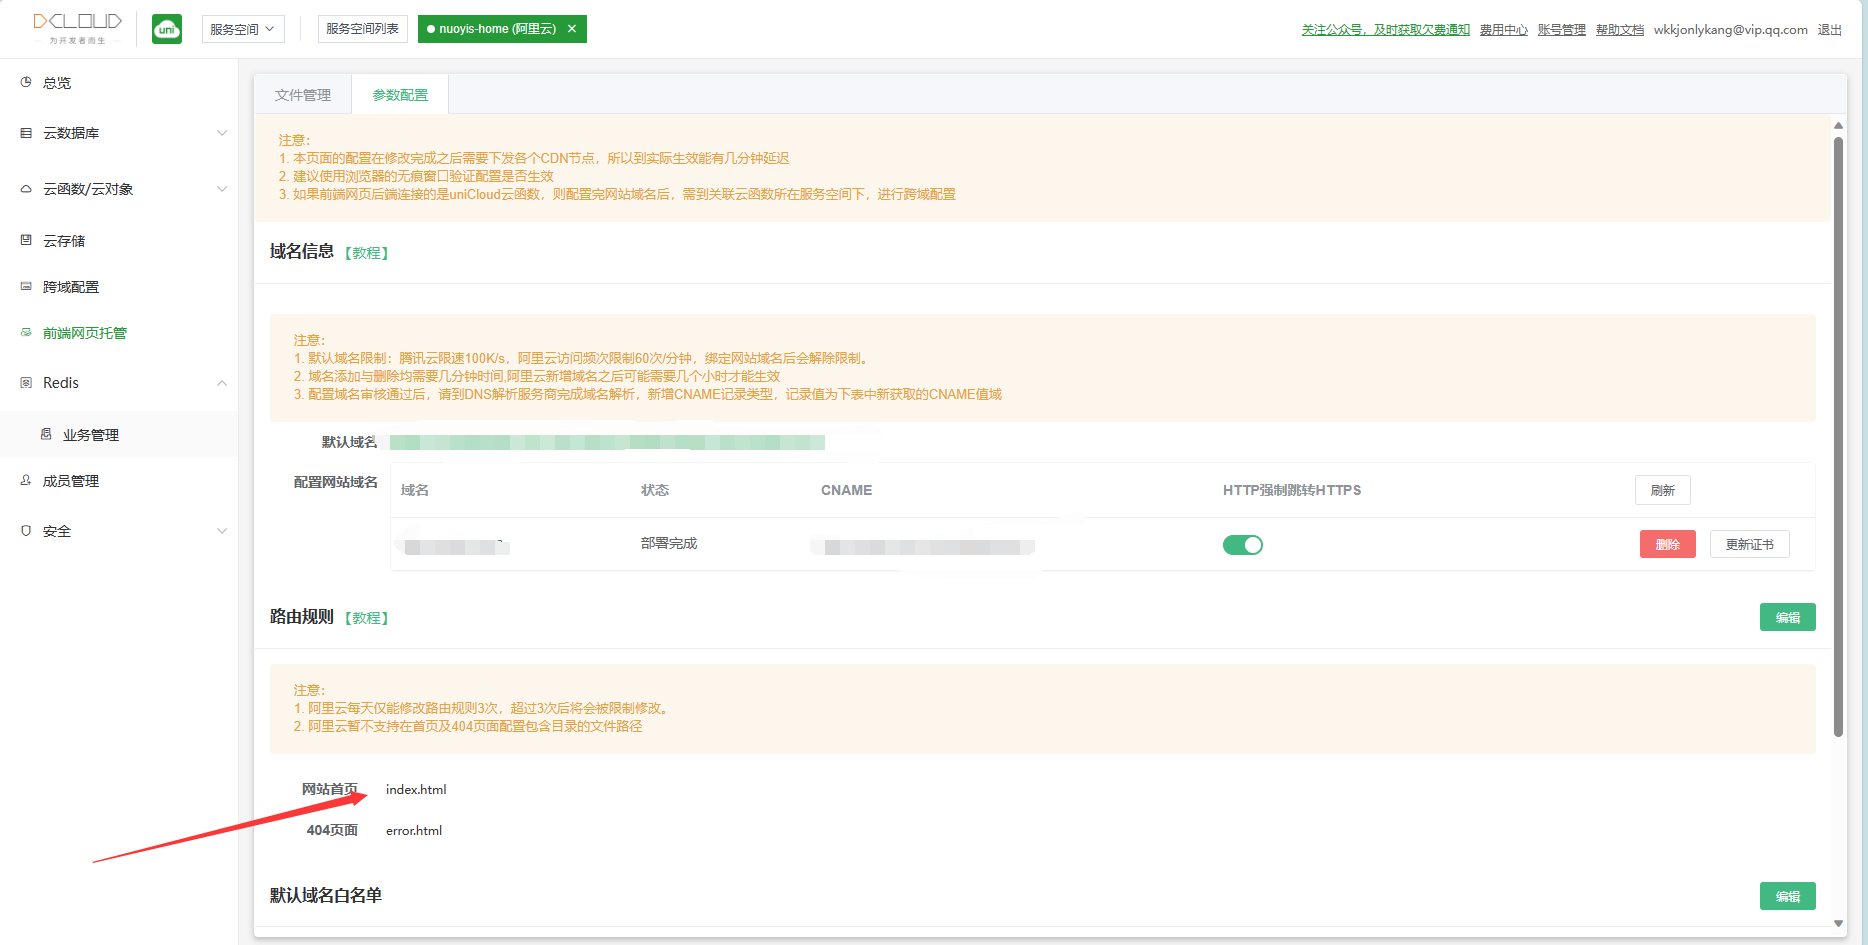 DCLOUD
为开发者而生
uni
服务空间
服务空间列表
nuoyis-home (阿里云) ×
关注公众号，及时获取欠费通知
费用中心
账号管理
帮助文档
wkkjonlykang@vip.qq.com
退出
总览
云数据库
云函数/云对象
云存储
跨域配置
前端网页托管
Redis
业务管理
成员管理
安全
文件管理
参数配置
注意：
1. 本页面的配置在修改完成之后需要下发各个CDN节点，所以到实际生效能有几分钟延迟
2. 建议使用浏览器的无痕窗口验证配置是否生效
3. 如果前端网页后端连接的是uniCloud云函数，则配置完网站域名后，需到关联云函数所在服务空间下，进行跨域配置
域名信息 【教程】
注意：
1. 默认域名限制：腾讯云限速100K/s，阿里云访问频次限制60次/分钟，绑定网站域名后会解除限制。
2. 域名添加与删除均需要几分钟时间,阿里云新增域名之后可能需要几个小时才能生效
3. 配置域名审核通过后，请到DNS解析服务商完成域名解析，新增CNAME记录类型，记录值为下表中新获取的CNAME值域
默认域名
配置网站域名
域名 状态 CNAME HTTP强制跳转HTTPS 刷新
部署完成 删除 更新证书
路由规则 【教程】 编辑
注意：
1. 阿里云每天仅能修改路由规则3次，超过3次后将会被限制修改。
2. 阿里云暂不支持在首页及404页面配置包含目录的文件路径
网站首页 index.html
404页面 error.html
默认域名白名单 编辑